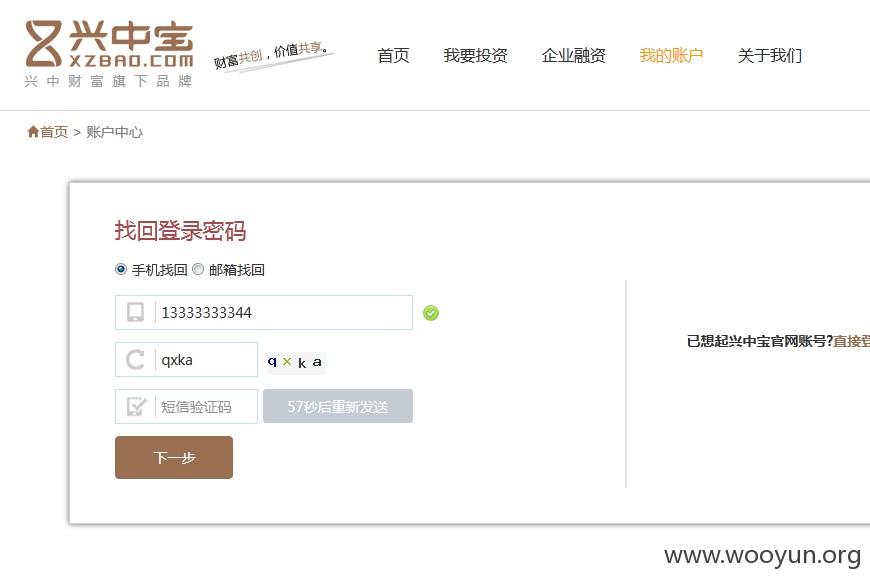 兴中宝
XZBAO.COM
兴中财富旗下品牌
财富共创，价值共享。
首页 我要投资 企业融资 我的账户 关于我们
首页 > 账户中心
找回登录密码
手机找回 邮箱找回
13333333344
qxka q x k a
短信验证码 57秒后重新发送
已想起兴中宝官网账号?直接登
下一步
www.wooyun.org